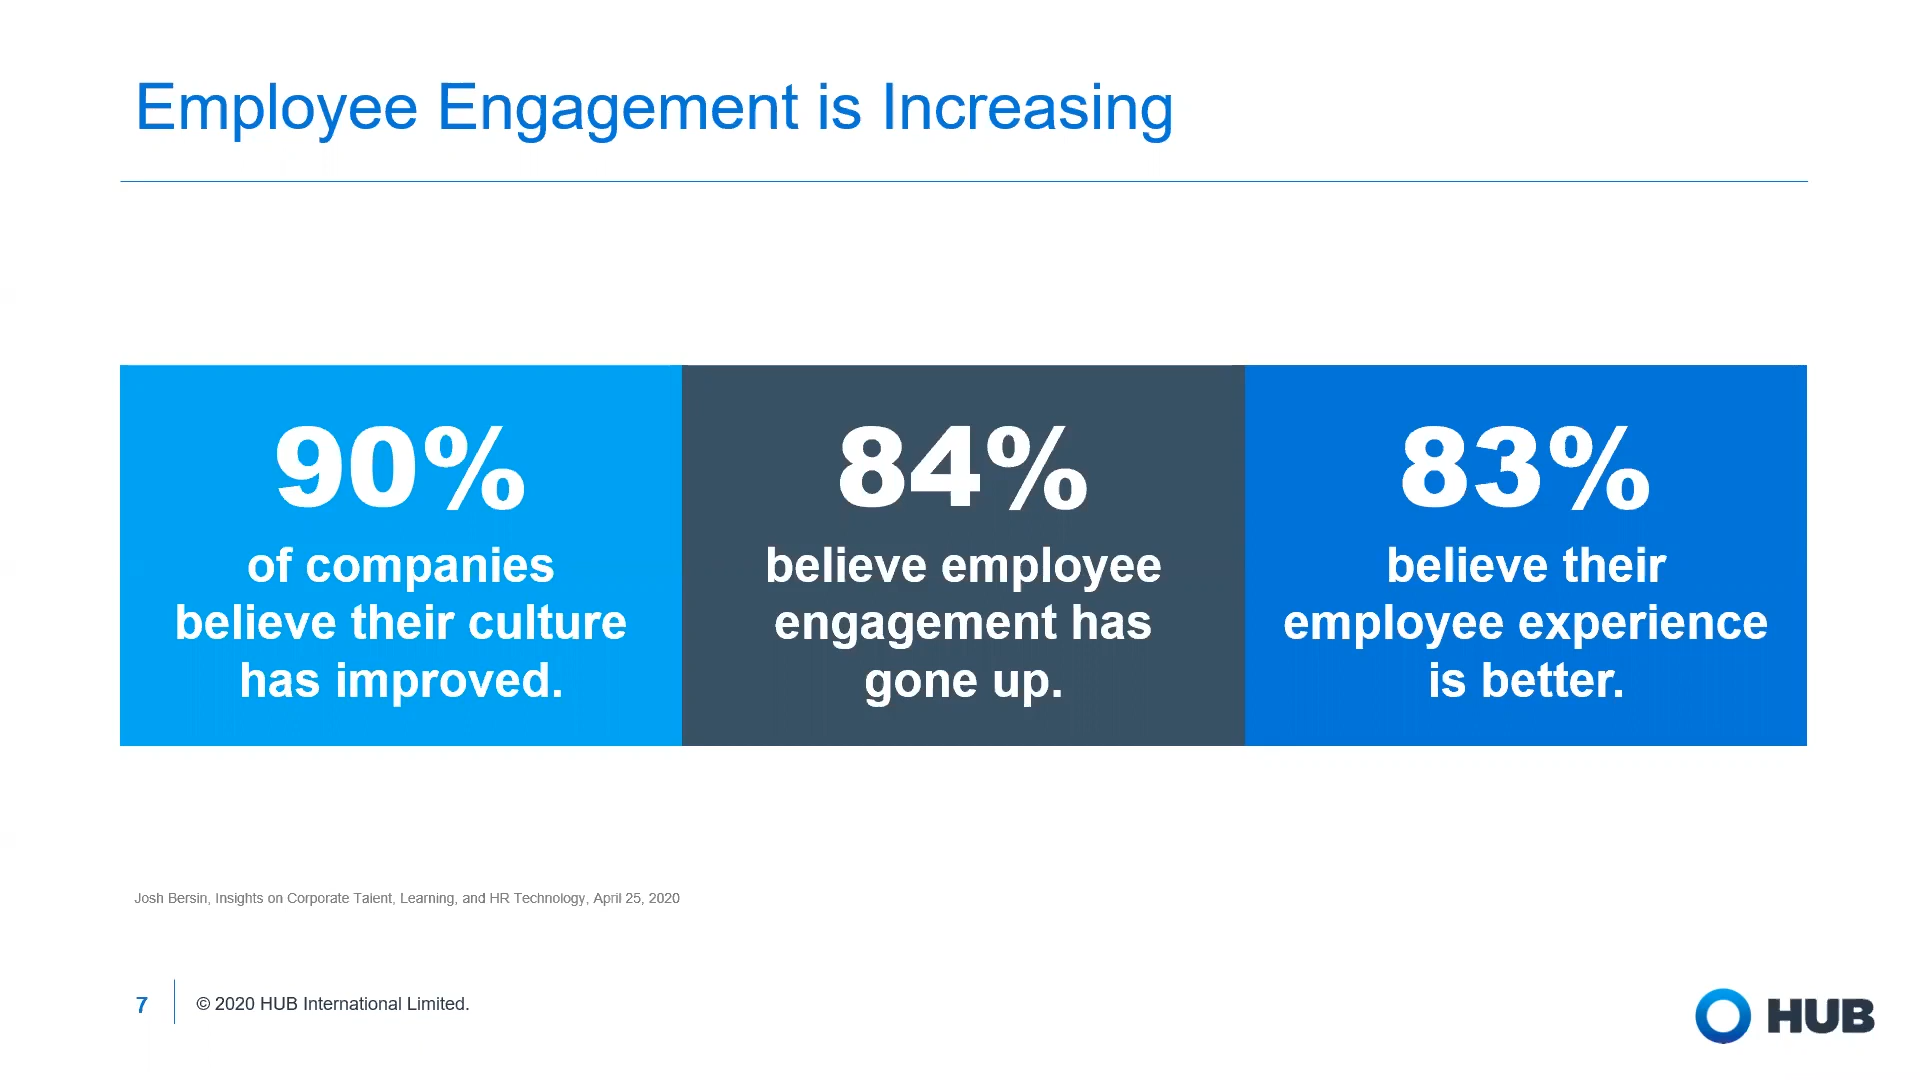 Employee Engagement is Increasing
90%
of companies
believe their culture
has improved.
84%
believe employee
engagement has
gone up.
83%
believe their
employee experience
is better.
Josh Bersin, Insights on Corporate Talent, Learning, and HR Technology, April 25, 2020
7
© 2020 HUB International Limited.
HUB